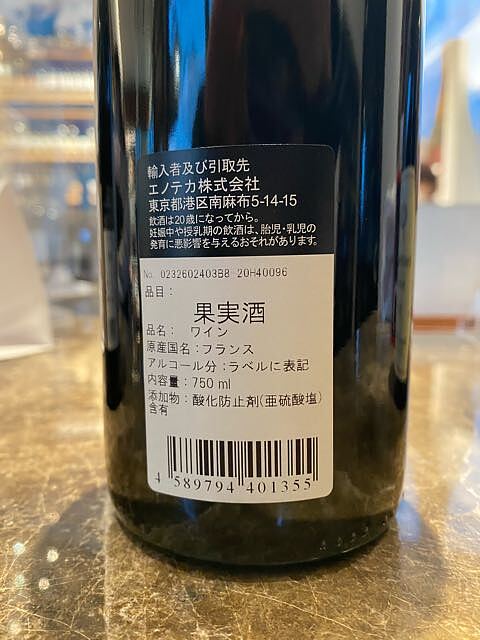 輸入者及び引取先
エノテカ株式会社
東京都港区南麻布5-14-15
飲酒は20歳になってから。
妊娠中や授乳期の飲酒は、胎児・乳児の
発育に悪影響を与えるおそれがあります。
No. 0232602403B8-20H40096
品目：
果実酒
品名： ワイン
原産国名：フランス
アルコール分：ラベルに表記
内容量：750 ml
添加物：酸化防止剤(亜硫酸塩)
含有
4 589794 401355